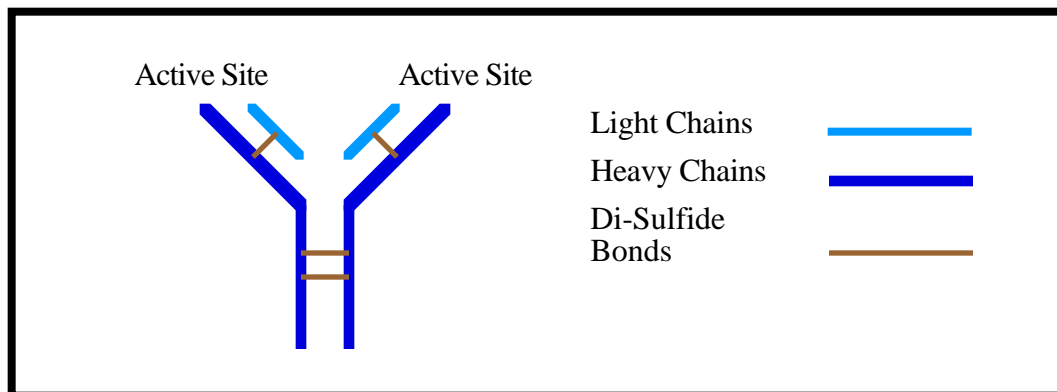 Active Site
Active Site
Light Chains
Heavy Chains
Di-Sulfide
Bonds